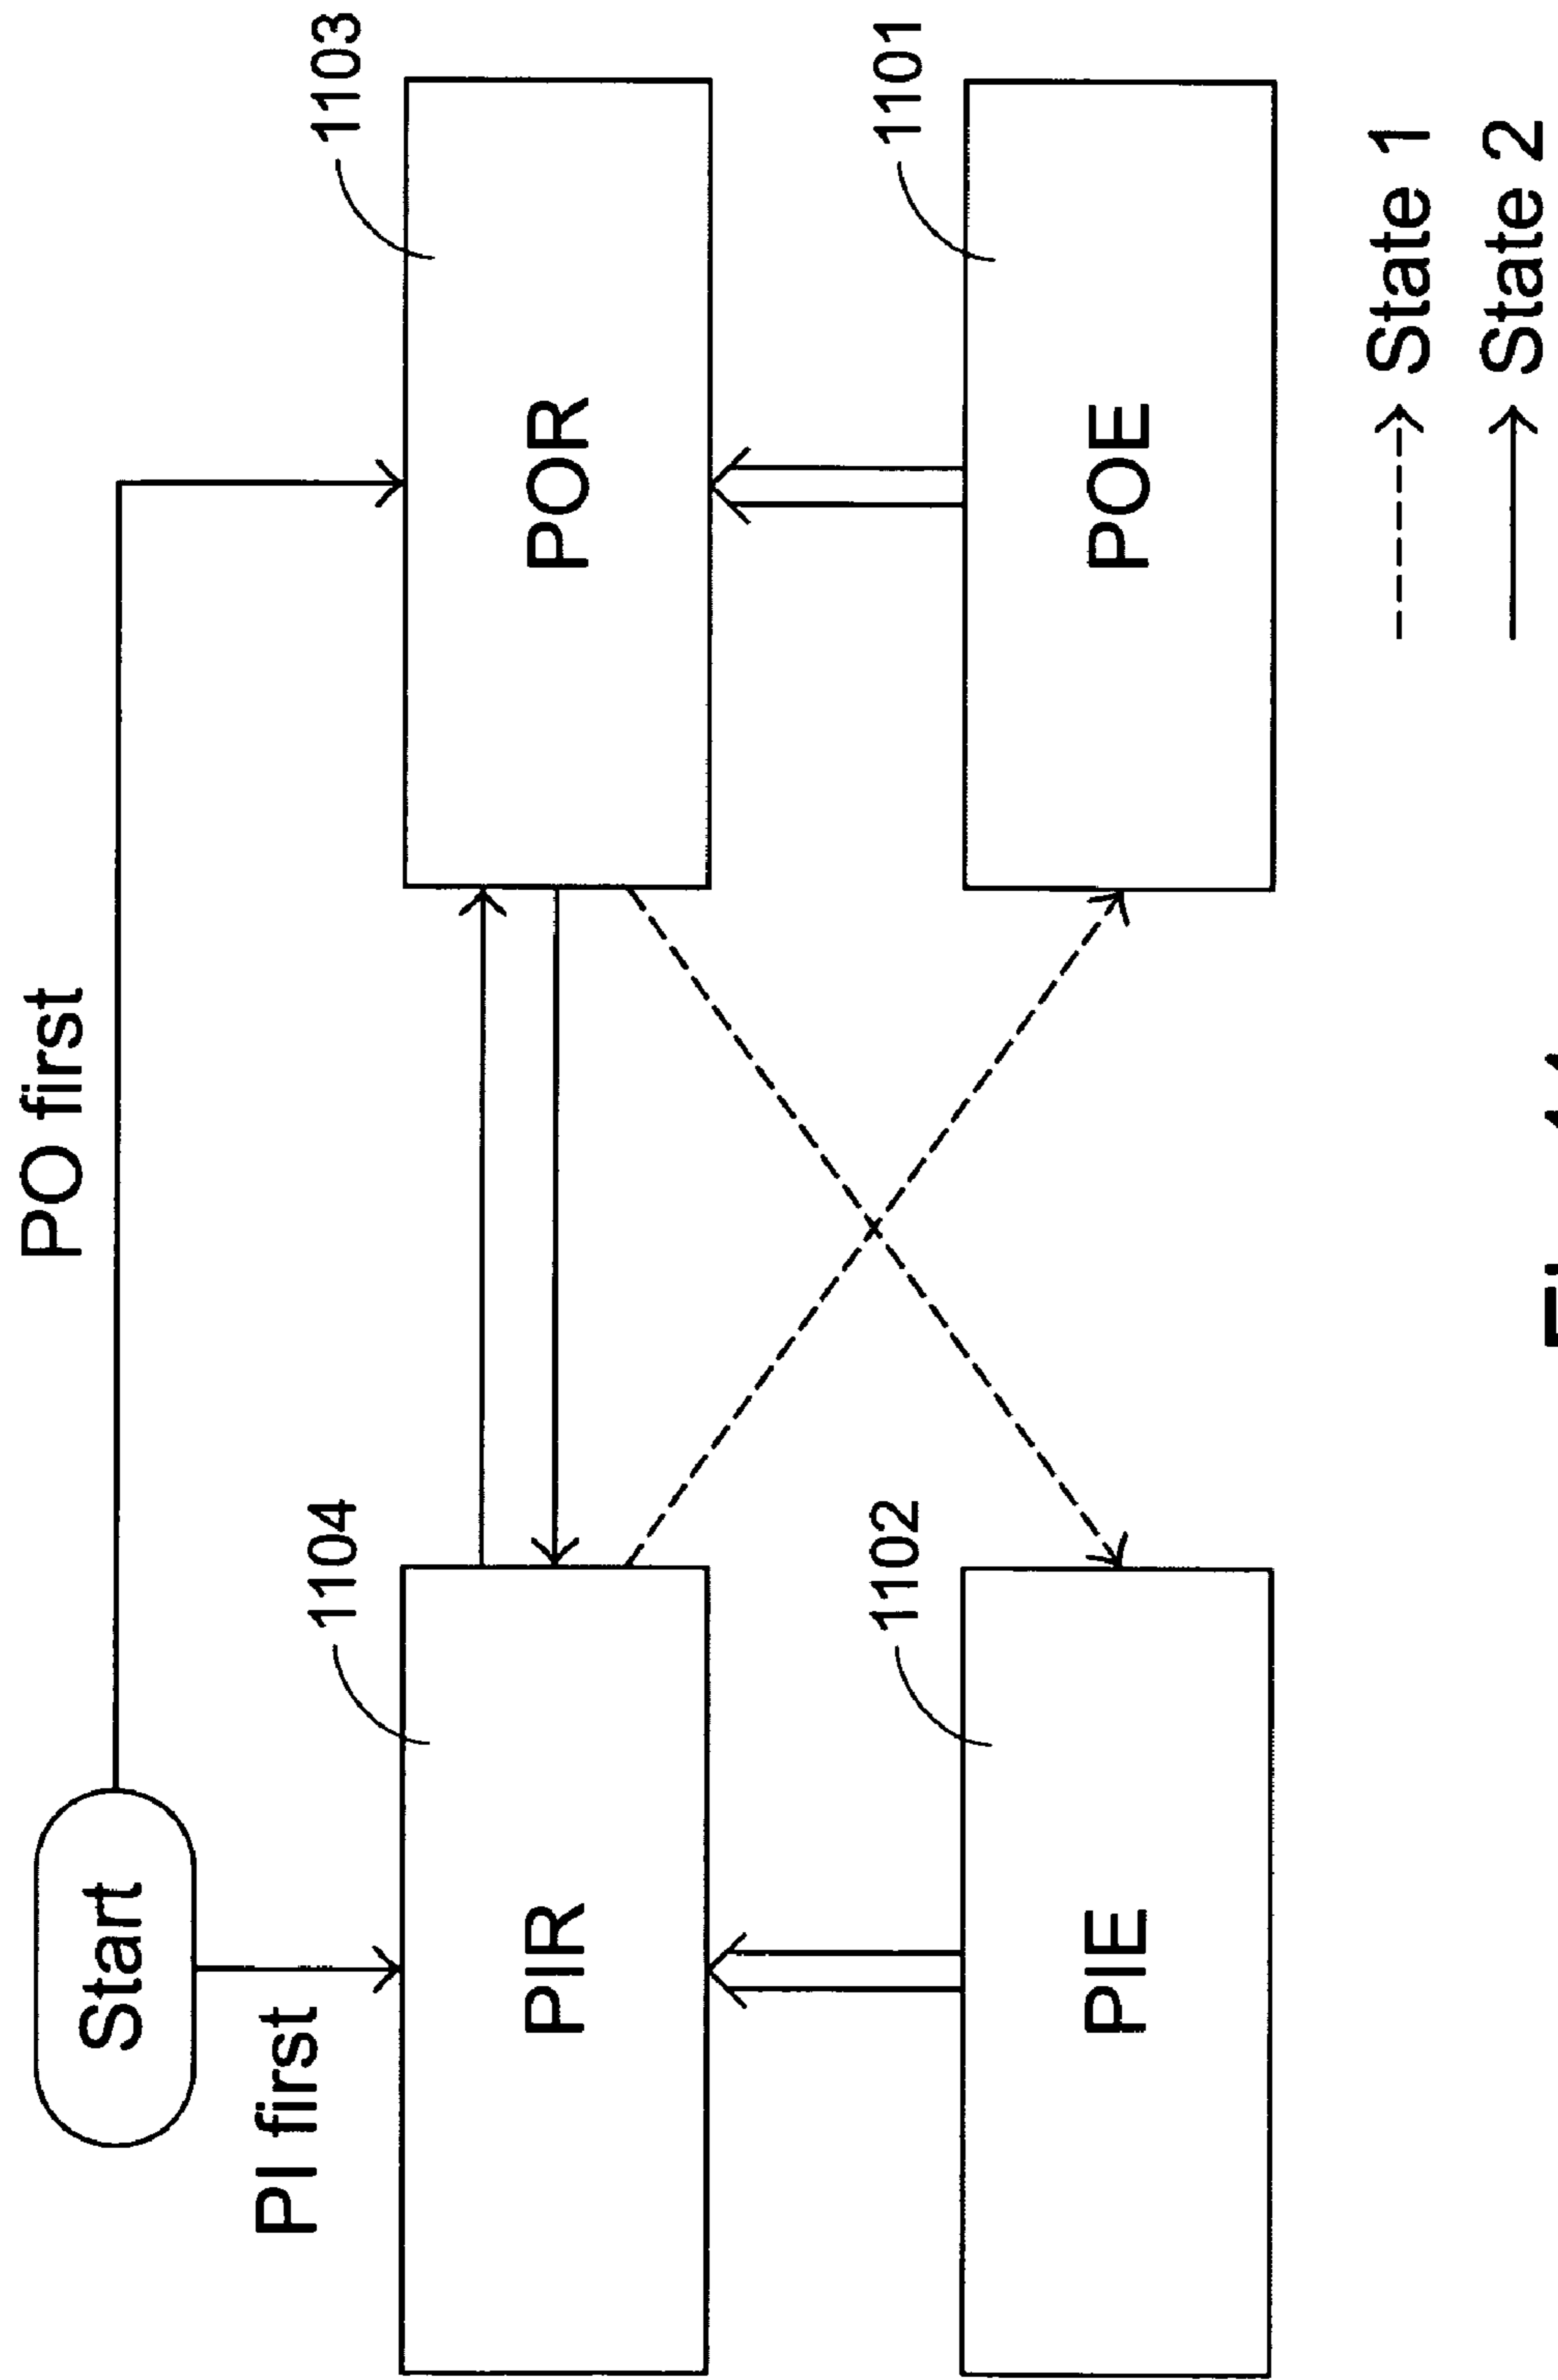 PO first
Start
PI first
1104
1103
PIR
POR
1102
1101
PIE
POE
State 1
State 2